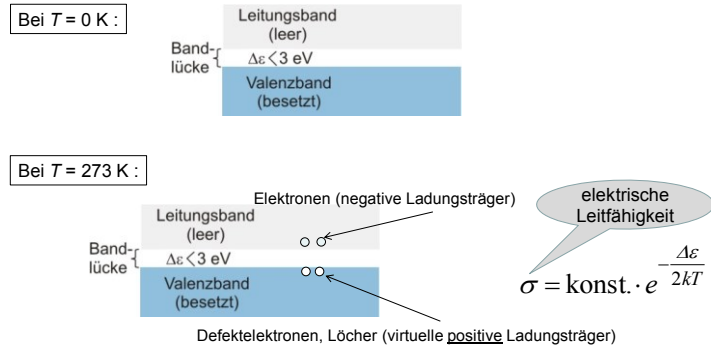 Bei T = 0 K :
Leitungsband
(leer)
Band-
lücke
Δε < 3 eV
Valenzband
(besetzt)
Bei T = 273 K :
Elektronen (negative Ladungsträger)
elektrische
Leitfähigkeit
Leitungsband
(leer)
Band-
lücke
Δε < 3 eV
Valenzband
(besetzt)
σ = konst. · e^{-\frac{Δε}{2kT}}
Defektelektronen, Löcher (virtuelle positive Ladungsträger)